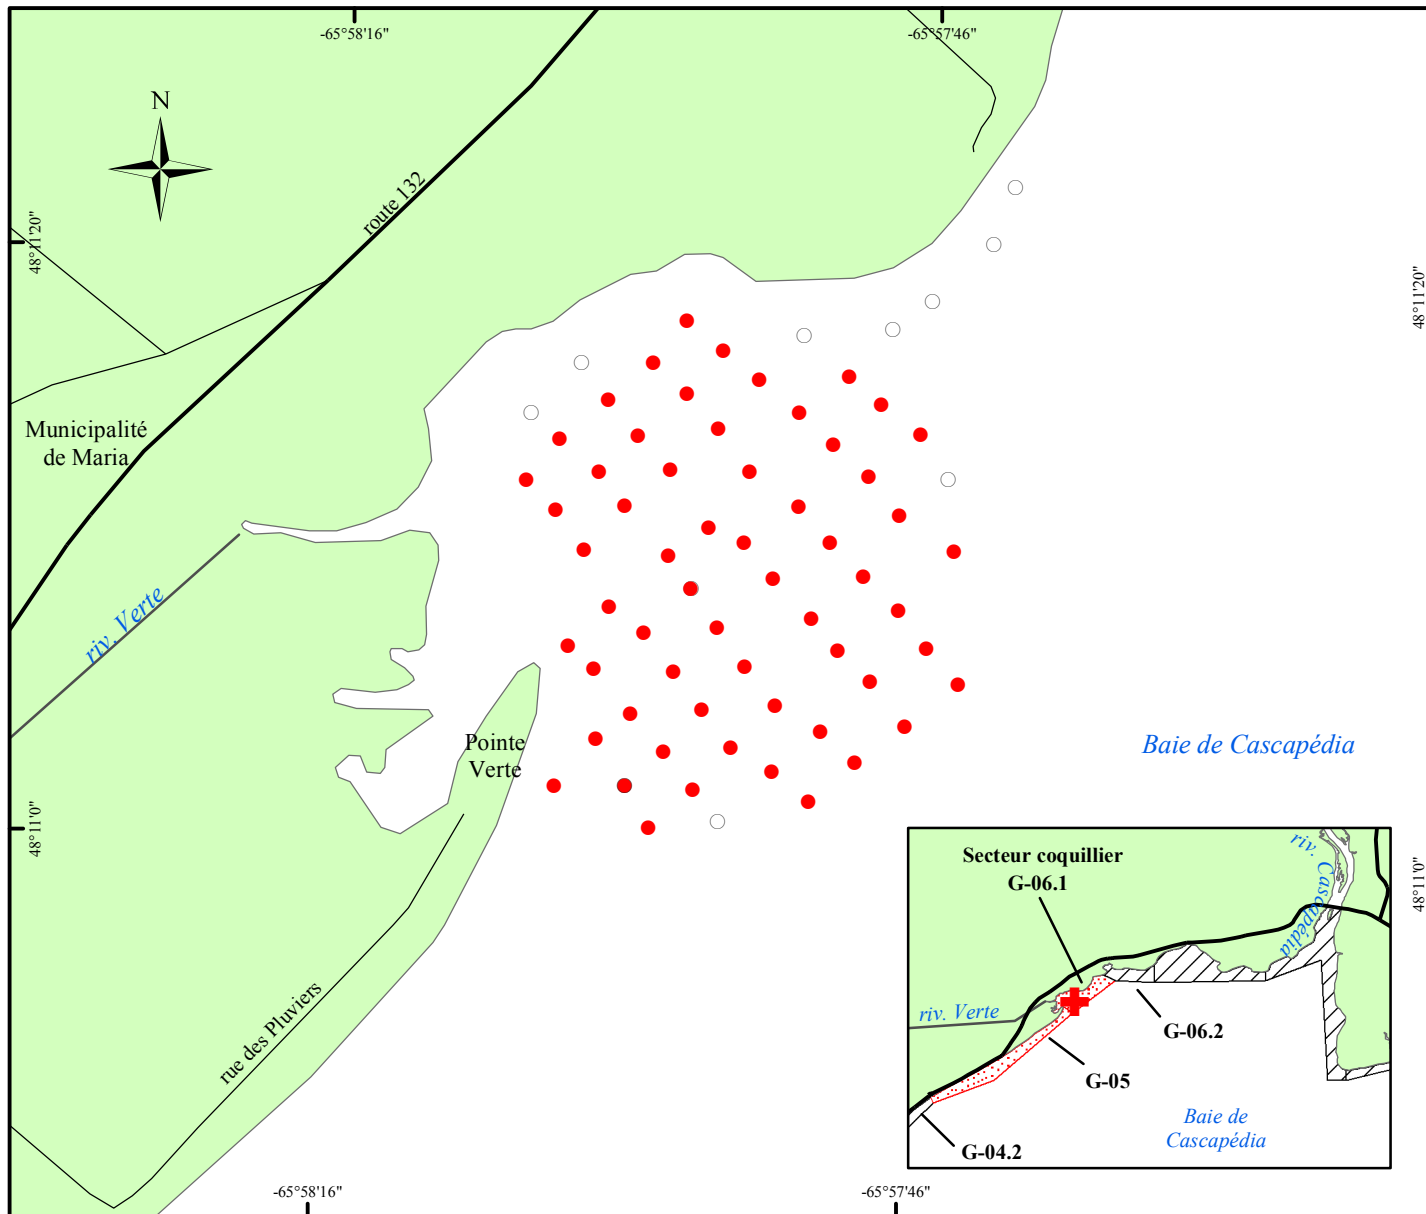 -65°58'16"
-65°57'46"
N
route 132
48°11'20"
48°11'20"
Municipalité
de Maria
riv. Verte
Pointe
Verte
Baie de Cascapédia
48°11'0"
48°11'0"
rue des Pluviers
Secteur coquillier
G-06.1
riv. Cascapédia
riv. Verte
G-06.2
G-05
Baie de
Cascapédia
G-04.2
-65°58'16"
-65°57'46"